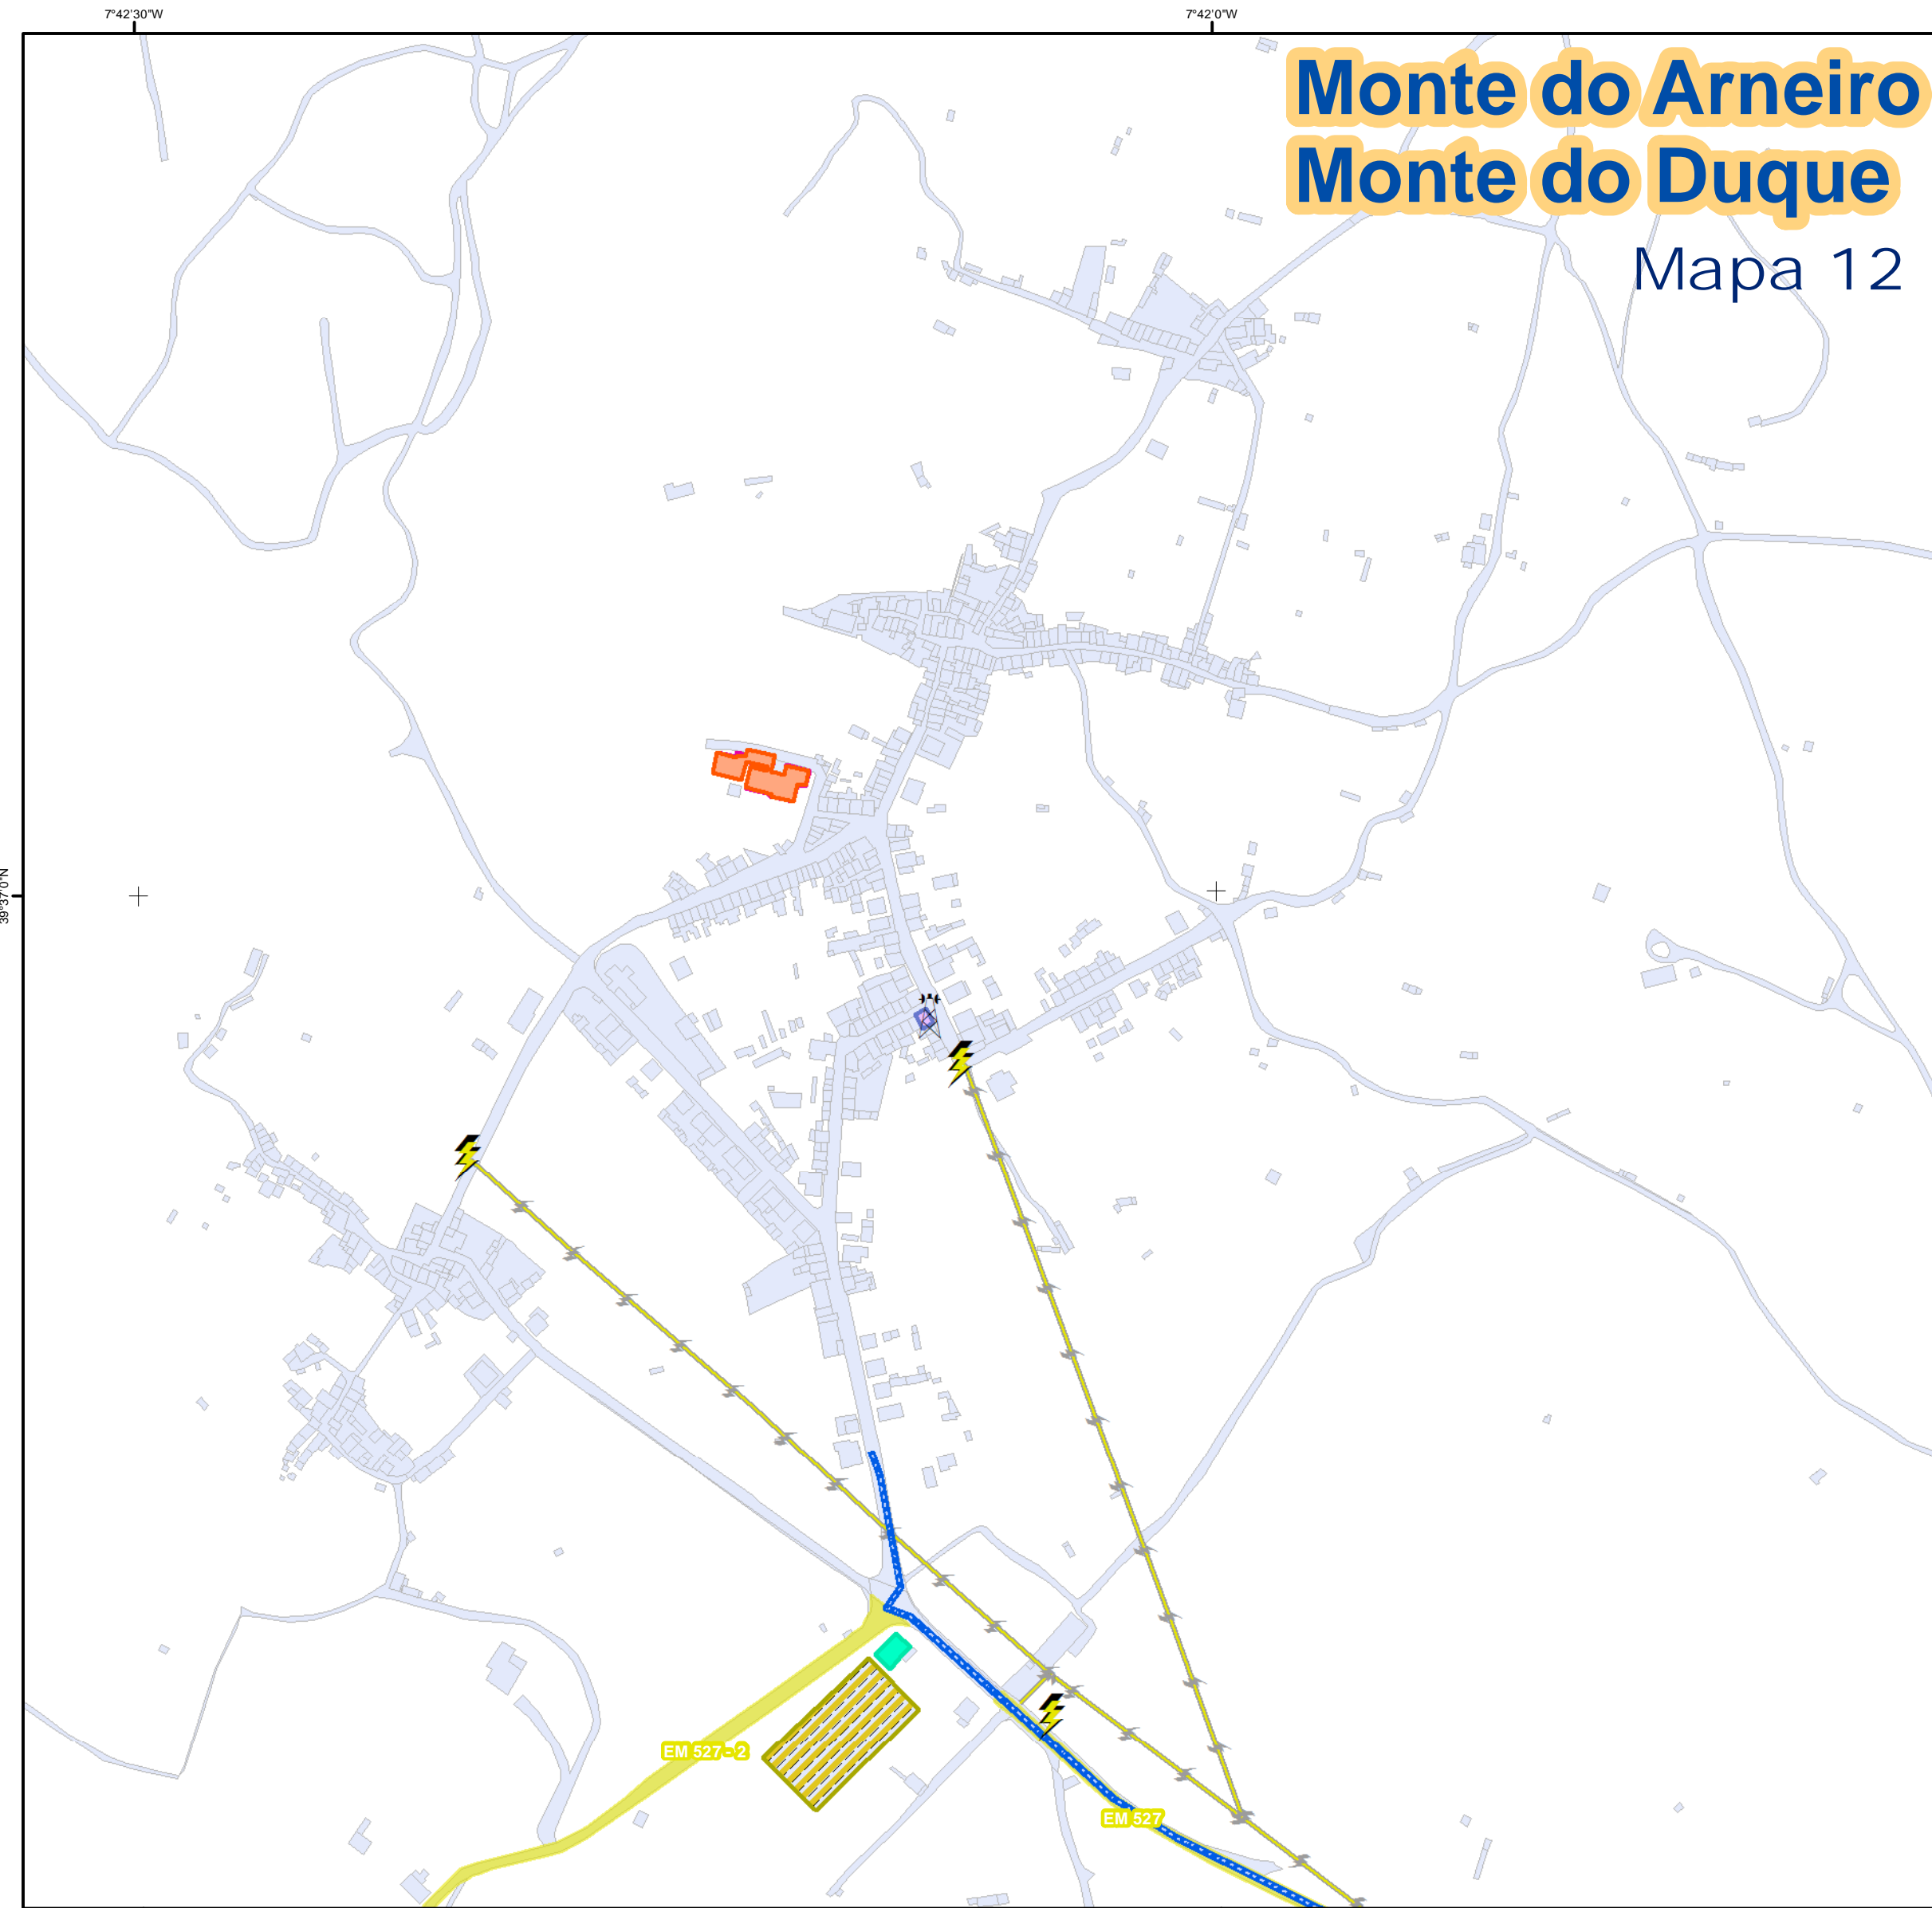 7°42'30"W
7°42'0"W
Monte do Arneiro
Monte do Duque
Mapa 12
39°37'0"N
EM 527 - 2
EM 527